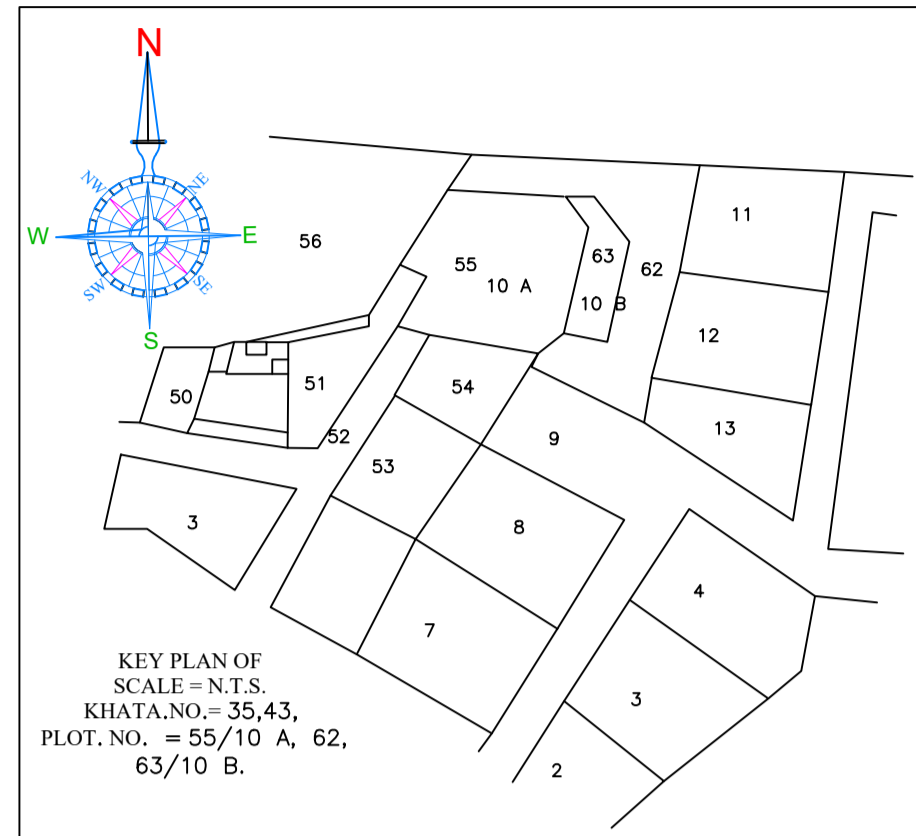 N
NW
NE
W
E
SW
SE
S
11
56
55
63
62
10 A
10 B
12
51
54
50
13
52
9
53
3
8
4
7
3
2
KEY PLAN OF
SCALE = N.T.S.
KHATA.NO.= 35,43,
PLOT. NO. = 55/10 A, 62,
63/10 B.